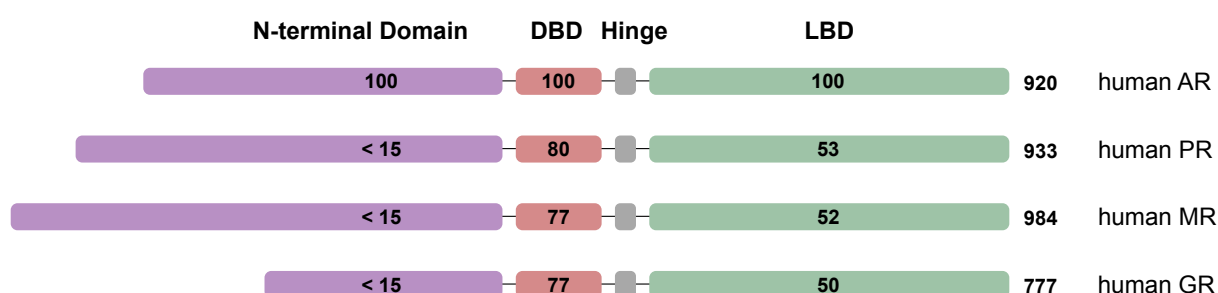 N-terminal Domain DBD Hinge LBD
100 100 100 920 human AR
< 15 80 53 933 human PR
< 15 77 52 984 human MR
< 15 77 50 777 human GR